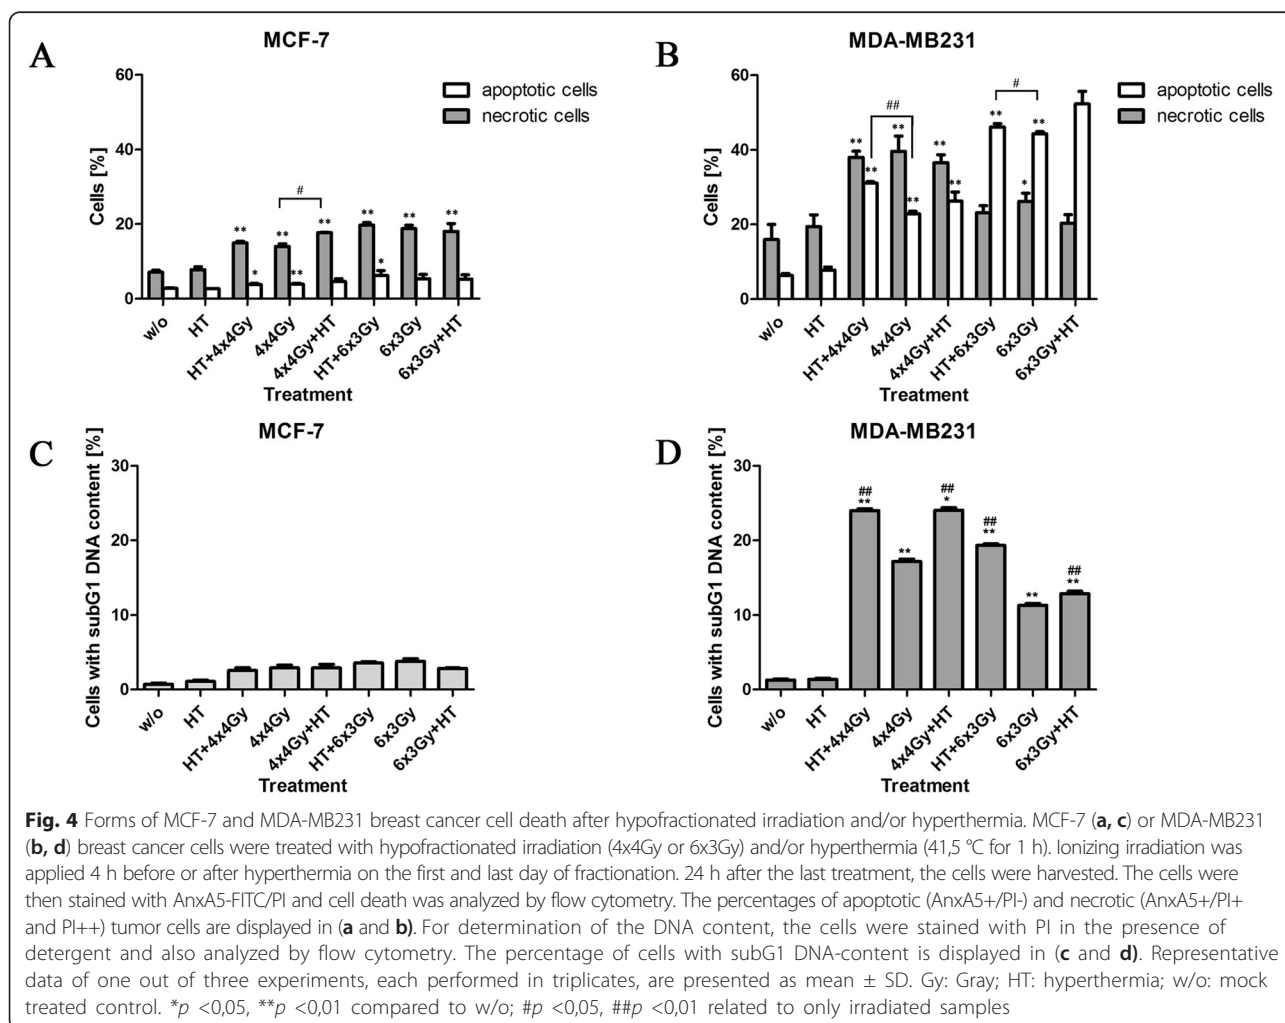 A
MCF-7
apoptotic cells
necrotic cells
Cells [%]
60
40
20
0
#
** ** ** ** ** **
* ** *
w/o HT HT+4x4Gy 4x4Gy 4x4Gy+HT HT+6x3Gy 6x3Gy 6x3Gy+HT
Treatment
B
MDA-MB231
apoptotic cells
necrotic cells
Cells [%]
60
40
20
0
## #
** ** ** ** **
** ** ** *
w/o HT HT+4x4Gy 4x4Gy 4x4Gy+HT HT+6x3Gy 6x3Gy 6x3Gy+HT
Treatment
C
MCF-7
Cells with subG1 DNA content [%]
30
20
10
0
w/o HT HT+4x4Gy 4x4Gy 4x4Gy+HT HT+6x3Gy 6x3Gy 6x3Gy+HT
Treatment
D
MDA-MB231
Cells with subG1 DNA content [%]
30
20
10
0
## ## ## ##
** ** * ** ** **
w/o HT HT+4x4Gy 4x4Gy 4x4Gy+HT HT+6x3Gy 6x3Gy 6x3Gy+HT
Treatment
Fig. 4 Forms of MCF-7 and MDA-MB231 breast cancer cell death after hypofractionated irradiation and/or hyperthermia. MCF-7 (a, c) or MDA-MB231
(b, d) breast cancer cells were treated with hypofractionated irradiation (4x4Gy or 6x3Gy) and/or hyperthermia (41,5 °C for 1 h). Ionizing irradiation was
applied 4 h before or after hyperthermia on the first and last day of fractionation. 24 h after the last treatment, the cells were harvested. The cells were
then stained with AnxA5-FITC/PI and cell death was analyzed by flow cytometry. The percentages of apoptotic (AnxA5+/PI-) and necrotic (AnxA5+/PI+
and PI++) tumor cells are displayed in (a and b). For determination of the DNA content, the cells were stained with PI in the presence of
detergent and also analyzed by flow cytometry. The percentage of cells with subG1 DNA-content is displayed in (c and d). Representative
data of one out of three experiments, each performed in triplicates, are presented as mean ± SD. Gy: Gray; HT: hyperthermia; w/o: mock
treated control. *p <0,05, **p <0,01 compared to w/o; #p <0,05, ##p <0,01 related to only irradiated samples